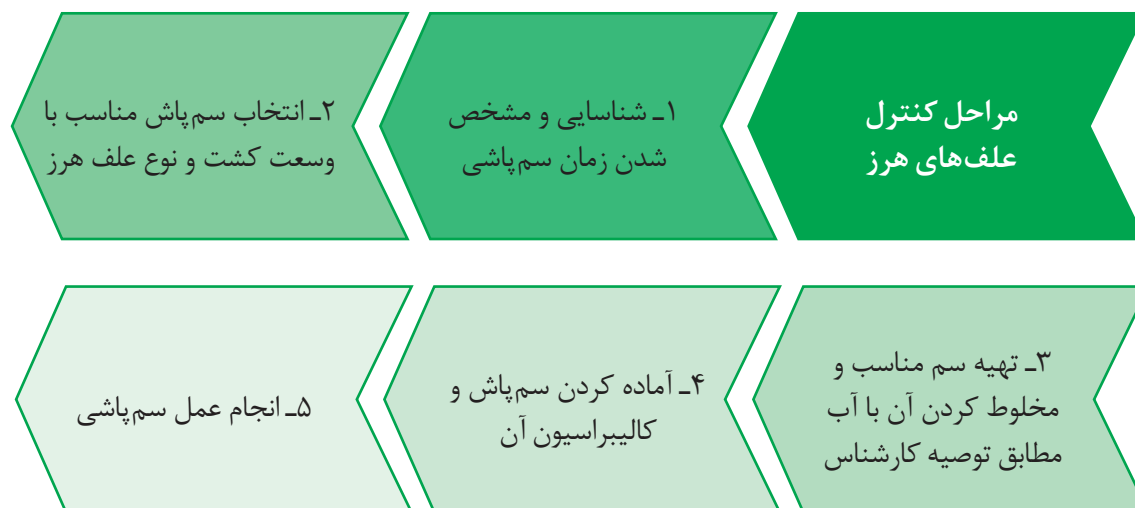 مراحل کنترل
علف‌های هرز
۱ـ شناسایی و مشخص
شدن زمان سم‌پاشی
۲ـ انتخاب سم‌پاش مناسب با
وسعت کشت و نوع علف هرز
۳ـ تهیه سم مناسب و
مخلوط کردن آن با آب
مطابق توصیه کارشناس
۴ـ آماده کردن سم‌پاش و
کالیبراسیون آن
۵ـ انجام عمل سم‌پاشی